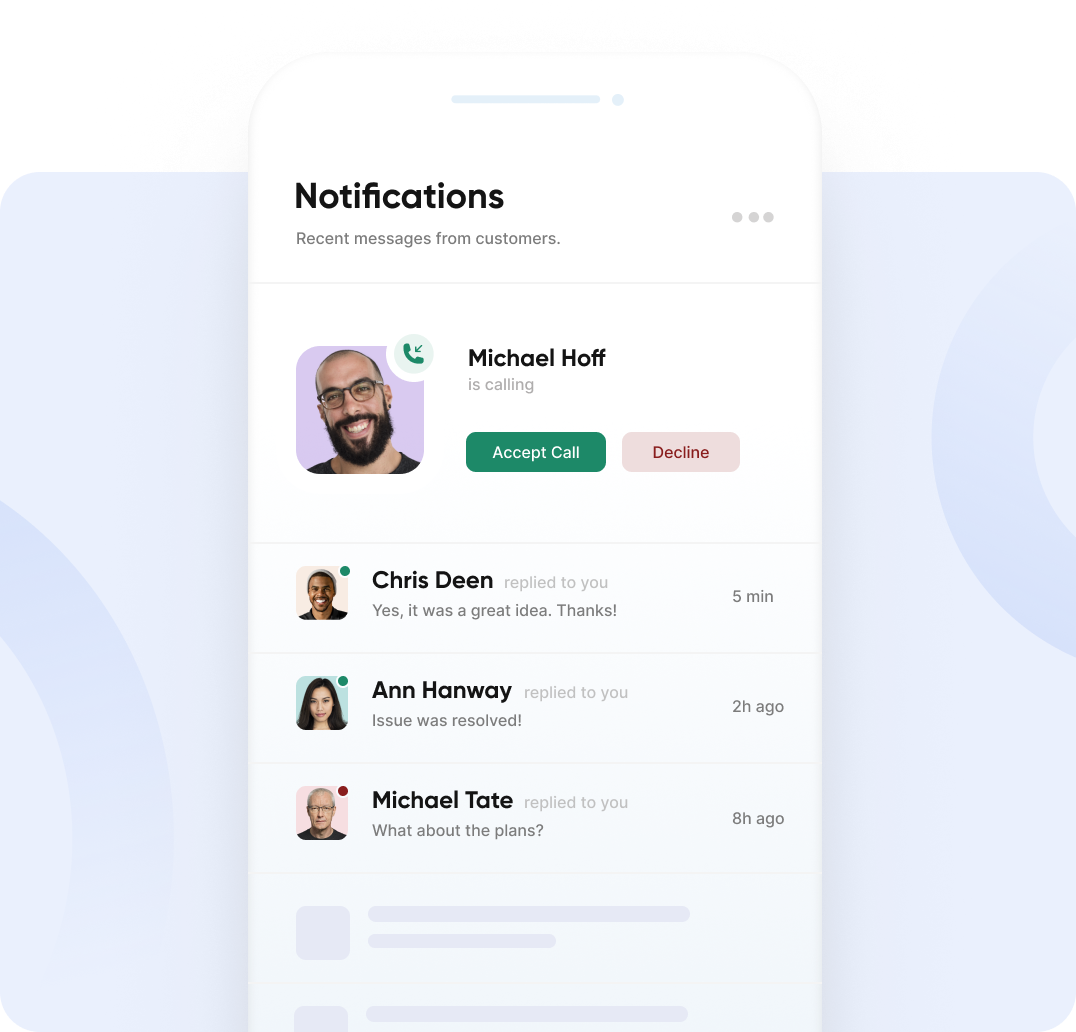 Notifications
Recent messages from customers.
Michael Hoff
is calling
Accept Call Decline
Chris Deen replied to you
Yes, it was a great idea. Thanks!
5 min
Ann Hanway replied to you
Issue was resolved!
2h ago
Michael Tate replied to you
What about the plans?
8h ago